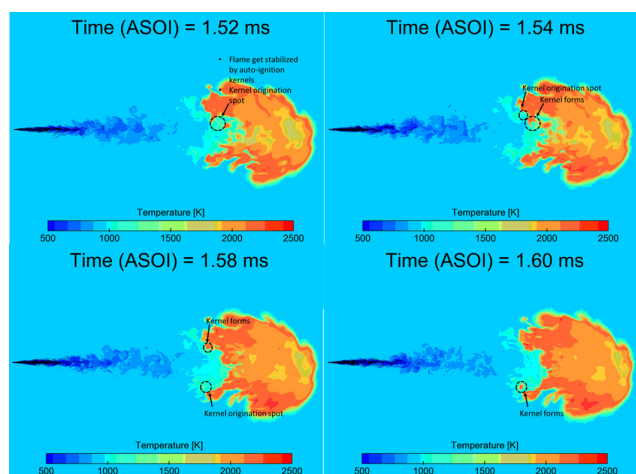 Time (ASOI) = 1.52 ms
• Flame get stabilized
by auto-ignition
kernels
• Kernel origination
spot
Temperature [K]
500 1000 1500 2000 2500
Time (ASOI) = 1.54 ms
Kernel origination spot
Kernel forms
Temperature [K]
500 1000 1500 2000 2500
Time (ASOI) = 1.58 ms
Kernel forms
Kernel origination spot
Temperature [K]
500 1000 1500 2000 2500
Time (ASOI) = 1.60 ms
Kernel forms
Temperature [K]
500 1000 1500 2000 2500